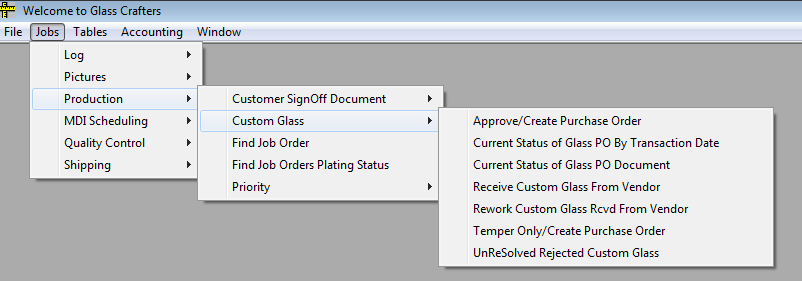 Welcome to Glass Crafters
File Jobs Tables Accounting Window
Log
Pictures
Production
MDI Scheduling
Quality Control
Shipping
Customer SignOff Document
Custom Glass
Find Job Order
Find Job Orders Plating Status
Priority
Approve/Create Purchase Order
Current Status of Glass PO By Transaction Date
Current Status of Glass PO Document
Receive Custom Glass From Vendor
Rework Custom Glass Rcvd From Vendor
Temper Only/Create Purchase Order
UnReSolved Rejected Custom Glass